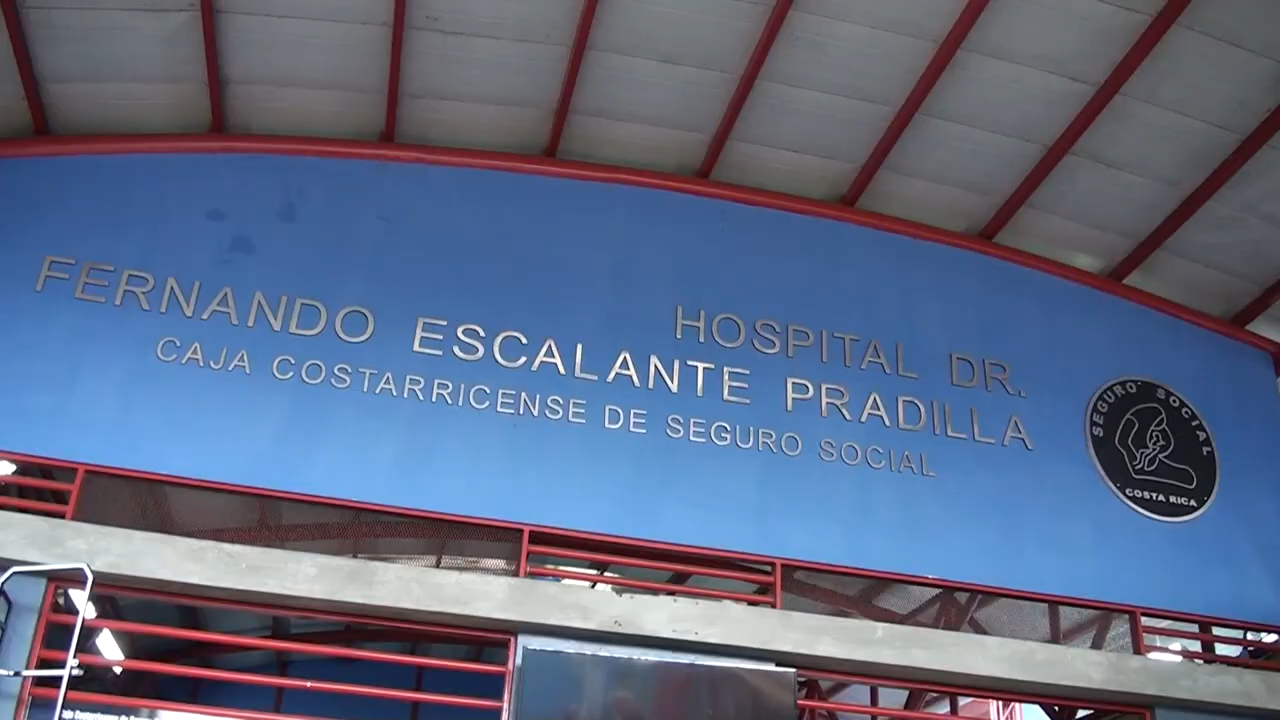 HOSPITAL DR.
FERNANDO ESCALANTE PRADILLA
CAJA COSTARRICENSE DE SEGURO SOCIAL
SEGURO SOCIAL
COSTA RICA